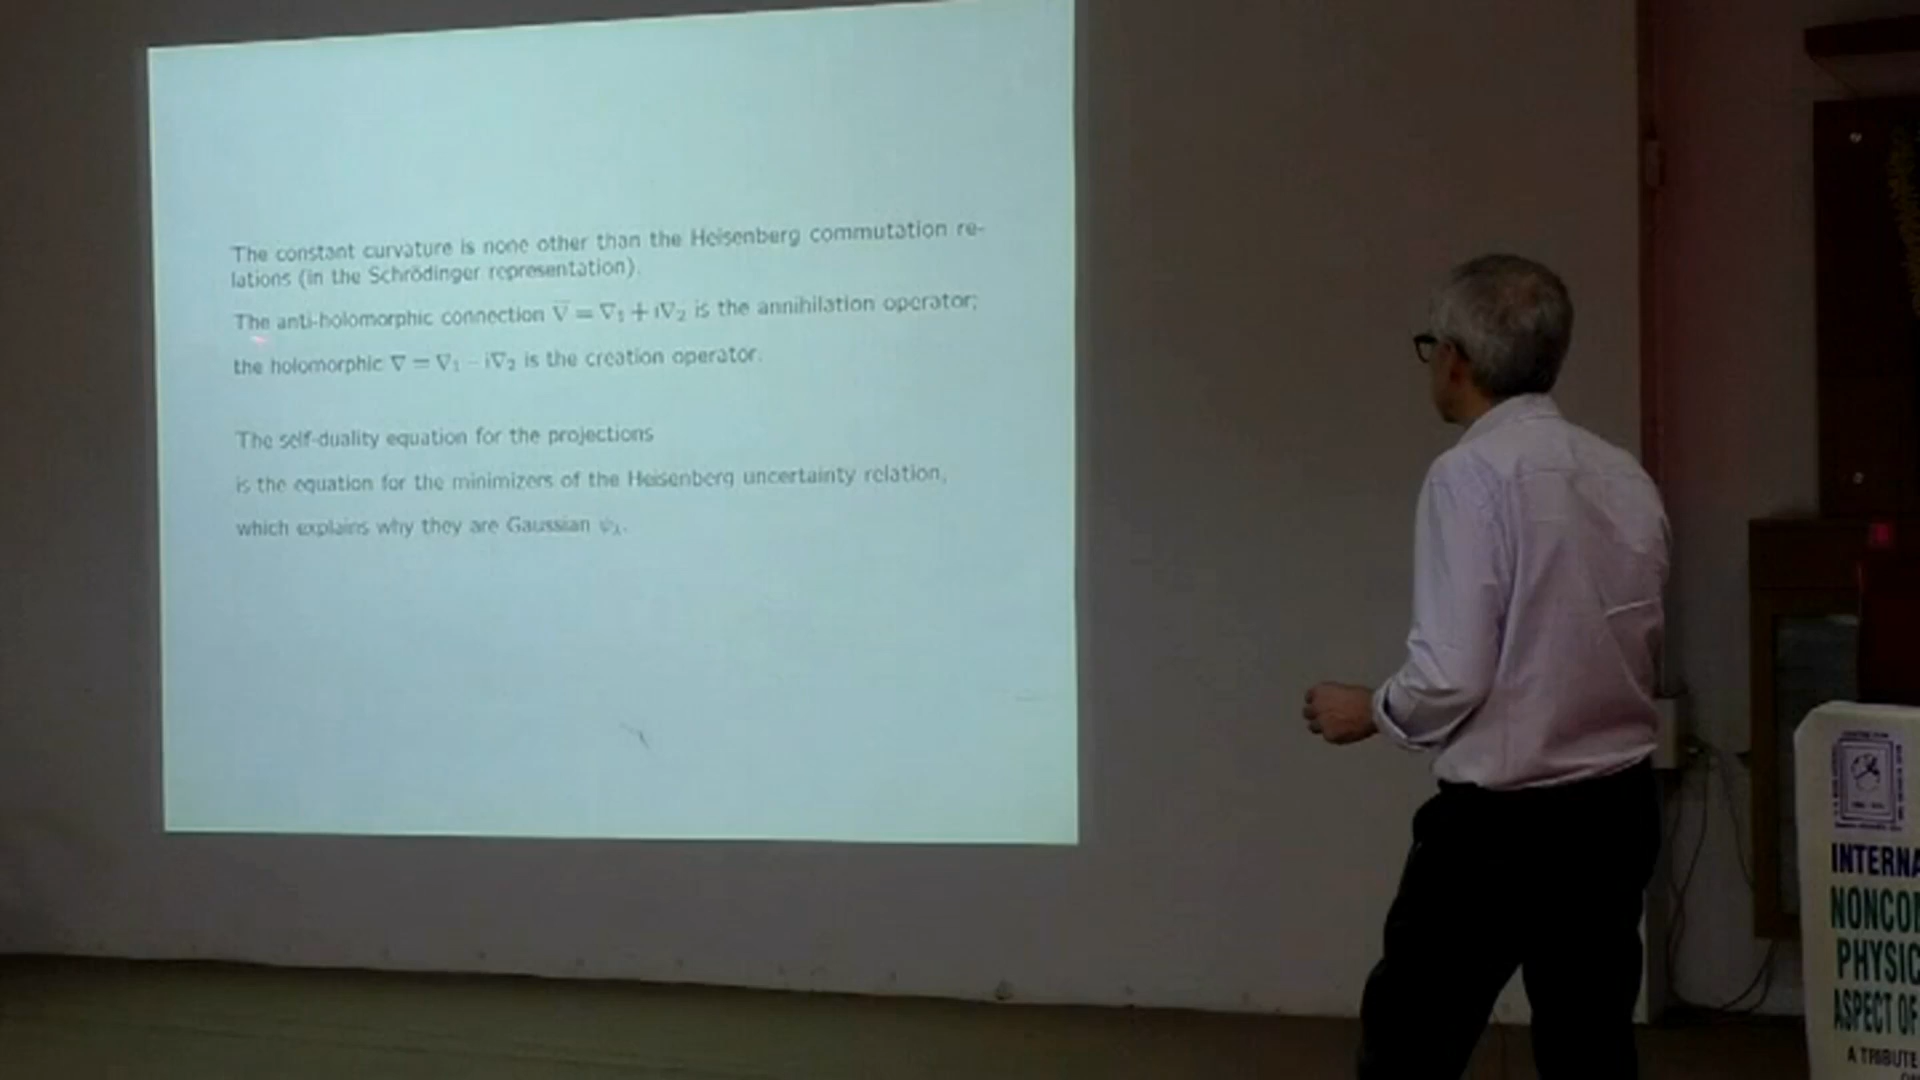 The constant curvature is none other than the Heisenberg commutation re-
lations (in the Schrödinger representation).
The anti-holomorphic connection ∇̅ = ∇₁ + i∇₂ is the annihilation operator;
the holomorphic ∇ = ∇₁ − i∇₂ is the creation operator.
The self-duality equation for the projections
is the equation for the minimizers of the Heisenberg uncertainty relation,
which explains why they are Gaussian ψ_λ.
INTERNA
NONCO
PHYSIC
ASPECT OF
A TRIBUTE